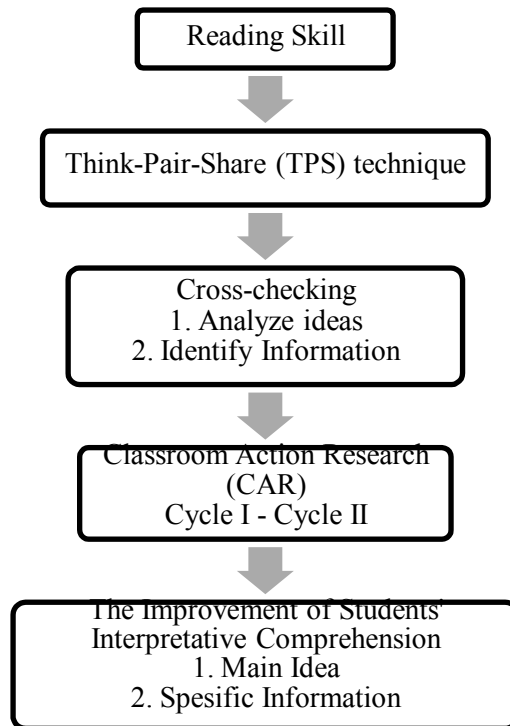 Reading Skill
Think-Pair-Share (TPS) technique
Cross-checking
1. Analyze ideas
2. Identify Information
Classroom Action Research
(CAR)
Cycle I - Cycle II
The Improvement of Students'
Interpretative Comprehension
1. Main Idea
2. Spesific Information